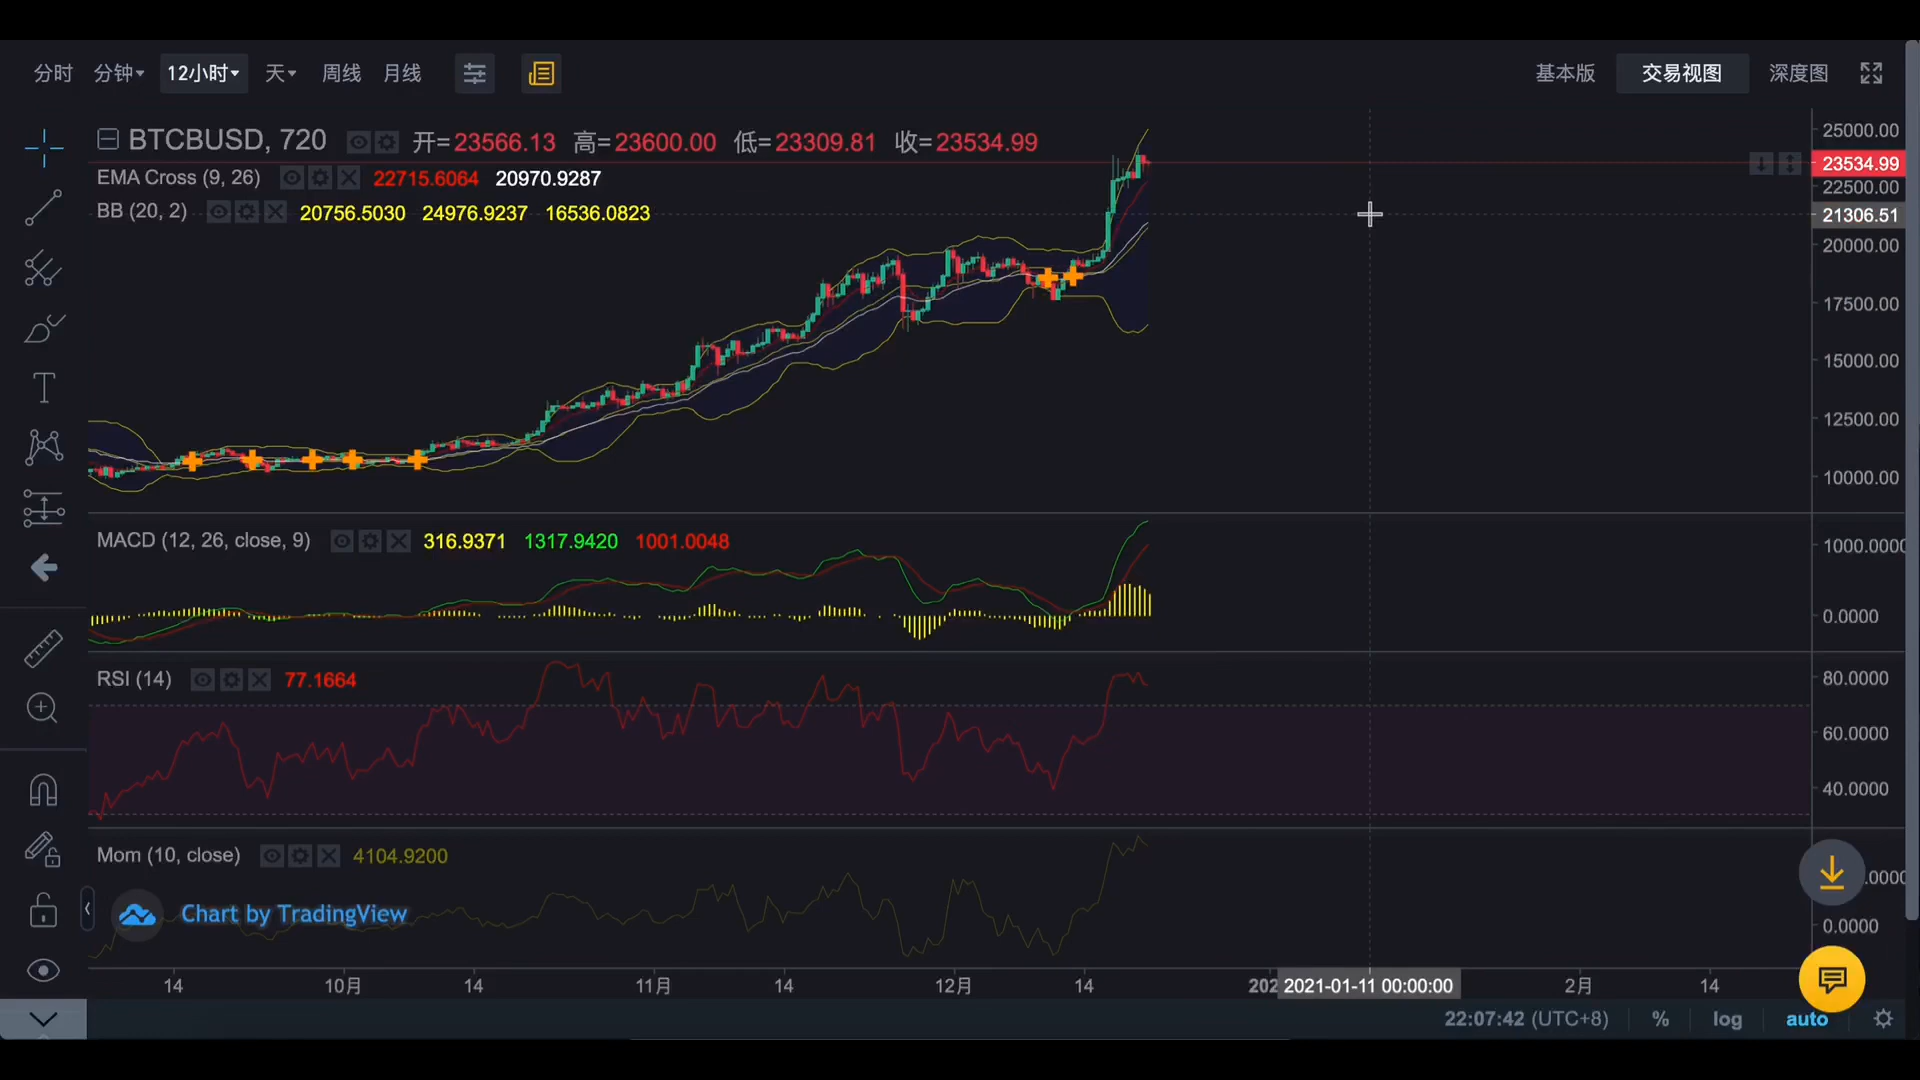 分时 分钟 12小时 天 周线 月线 基本版 交易视图 深度图
BTCBUSD, 720 开=23566.13 高=23600.00 低=23309.81 收=23534.99
EMA Cross (9, 26) 22715.6064 20970.9287
BB (20, 2) 20756.5030 24976.9237 16536.0823
25000.00
23534.99
22500.00
21306.51
20000.00
17500.00
15000.00
12500.00
10000.00
MACD (12, 26, close, 9) 316.9371 1317.9420 1001.0048
1000.0000
0.0000
RSI (14) 77.1664
80.0000
60.0000
40.0000
Mom (10, close) 4104.9200
0.0000
Chart by TradingView
14 10月 14 11月 14 12月 14 2021-01-11 00:00:00 2月 14
22:07:42 (UTC+8) % log auto